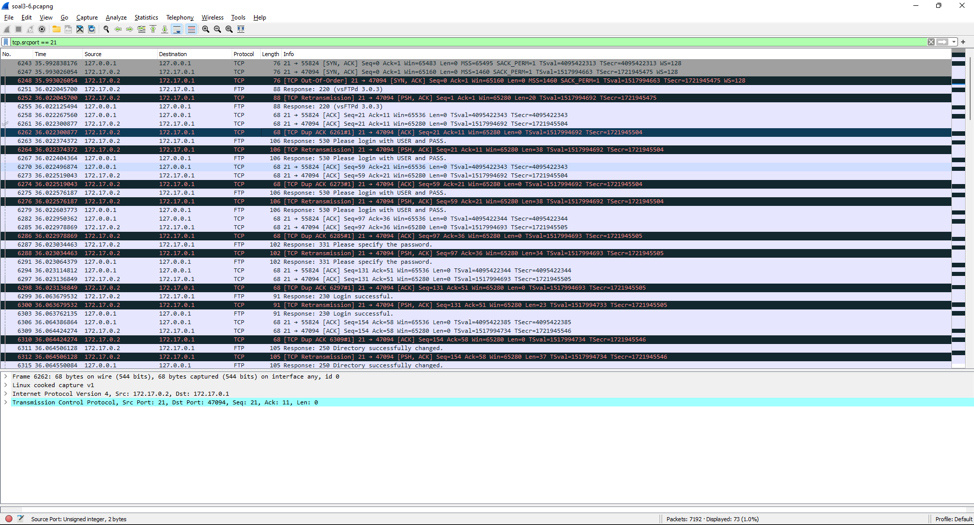 soal3-6.pcapng
File Edit View Go Capture Analyze Statistics Telephony Wireless Tools Help
tcp.srcport == 21
No. Time Source Destination Protocol Length Info
6243 35.992838176 127.0.0.1 127.0.0.1 TCP 76 21 → 55824 [SYN, ACK] Seq=0 Ack=1 Win=65483 Len=0 MSS=65495 SACK_PERM=1 TSval=4095422313 TSecr=4095422313 WS=128
6247 35.993026054 172.17.0.2 172.17.0.1 TCP 76 21 → 47094 [SYN, ACK] Seq=0 Ack=1 Win=65160 Len=0 MSS=1460 SACK_PERM=1 TSval=1517994663 TSecr=1721945475 WS=128
6248 35.993026054 172.17.0.2 172.17.0.1 TCP 76 [TCP Out-Of-Order] 21 → 47094 [SYN, ACK] Seq=0 Ack=1 Win=65160 Len=0 MSS=1460 SACK_PERM=1 TSval=1517994663 TSecr=1721945475 WS=128
6251 36.022045700 172.17.0.2 172.17.0.1 FTP 88 Response: 220 (vsFTPd 3.0.3)
6252 36.022045700 172.17.0.2 172.17.0.1 TCP 88 [TCP Retransmission] 21 → 47094 [PSH, ACK] Seq=1 Ack=1 Win=65280 Len=20 TSval=1517994692 TSecr=1721945475
6255 36.022125494 127.0.0.1 127.0.0.1 FTP 88 Response: 220 (vsFTPd 3.0.3)
6258 36.022267560 127.0.0.1 127.0.0.1 TCP 68 21 → 55824 [ACK] Seq=21 Ack=11 Win=65536 Len=0 TSval=4095422343 TSecr=4095422343
6261 36.022300877 172.17.0.2 172.17.0.1 TCP 68 21 → 47094 [ACK] Seq=21 Ack=11 Win=65280 Len=0 TSval=1517994692 TSecr=1721945504
6262 36.022300877 172.17.0.2 172.17.0.1 TCP 68 [TCP Dup ACK 6261#1] 21 → 47094 [ACK] Seq=21 Ack=11 Win=65280 Len=0 TSval=1517994692 TSecr=1721945504
6263 36.022374372 172.17.0.2 172.17.0.1 FTP 106 Response: 530 Please login with USER and PASS.
6264 36.022374372 172.17.0.2 172.17.0.1 TCP 106 [TCP Retransmission] 21 → 47094 [PSH, ACK] Seq=21 Ack=11 Win=65280 Len=38 TSval=1517994692 TSecr=1721945504
6267 36.022404364 127.0.0.1 127.0.0.1 FTP 106 Response: 530 Please login with USER and PASS.
6270 36.022496874 127.0.0.1 127.0.0.1 TCP 68 21 → 55824 [ACK] Seq=59 Ack=21 Win=65536 Len=0 TSval=4095422343 TSecr=4095422343
6273 36.022519043 172.17.0.2 172.17.0.1 TCP 68 21 → 47094 [ACK] Seq=59 Ack=21 Win=65280 Len=0 TSval=1517994692 TSecr=1721945504
6274 36.022519043 172.17.0.2 172.17.0.1 TCP 68 [TCP Dup ACK 6273#1] 21 → 47094 [ACK] Seq=59 Ack=21 Win=65280 Len=0 TSval=1517994692 TSecr=1721945504
6275 36.022576187 172.17.0.2 172.17.0.1 FTP 106 Response: 530 Please login with USER and PASS.
6276 36.022576187 172.17.0.2 172.17.0.1 TCP 106 [TCP Retransmission] 21 → 47094 [PSH, ACK] Seq=59 Ack=21 Win=65280 Len=38 TSval=1517994692 TSecr=1721945504
6279 36.022603773 127.0.0.1 127.0.0.1 FTP 106 Response: 530 Please login with USER and PASS.
6282 36.022950362 127.0.0.1 127.0.0.1 TCP 68 21 → 55824 [ACK] Seq=97 Ack=36 Win=65536 Len=0 TSval=4095422344 TSecr=4095422344
6285 36.022978869 172.17.0.2 172.17.0.1 TCP 68 21 → 47094 [ACK] Seq=97 Ack=36 Win=65280 Len=0 TSval=1517994693 TSecr=1721945505
6286 36.022978869 172.17.0.2 172.17.0.1 TCP 68 [TCP Dup ACK 6285#1] 21 → 47094 [ACK] Seq=97 Ack=36 Win=65280 Len=0 TSval=1517994693 TSecr=1721945505
6287 36.023034463 172.17.0.2 172.17.0.1 FTP 102 Response: 331 Please specify the password.
6288 36.023034463 172.17.0.2 172.17.0.1 TCP 102 [TCP Retransmission] 21 → 47094 [PSH, ACK] Seq=97 Ack=36 Win=65280 Len=34 TSval=1517994693 TSecr=1721945505
6291 36.023064379 127.0.0.1 127.0.0.1 FTP 102 Response: 331 Please specify the password.
6294 36.023114812 127.0.0.1 127.0.0.1 TCP 68 21 → 55824 [ACK] Seq=131 Ack=51 Win=65536 Len=0 TSval=4095422344 TSecr=4095422344
6297 36.023136849 172.17.0.2 172.17.0.1 TCP 68 21 → 47094 [ACK] Seq=131 Ack=51 Win=65280 Len=0 TSval=1517994693 TSecr=1721945505
6298 36.023136849 172.17.0.2 172.17.0.1 TCP 68 [TCP Dup ACK 6297#1] 21 → 47094 [ACK] Seq=131 Ack=51 Win=65280 Len=0 TSval=1517994693 TSecr=1721945505
6299 36.063679532 172.17.0.2 172.17.0.1 FTP 91 Response: 230 Login successful.
6300 36.063679532 172.17.0.2 172.17.0.1 TCP 91 [TCP Retransmission] 21 → 47094 [PSH, ACK] Seq=131 Ack=51 Win=65280 Len=23 TSval=1517994733 TSecr=1721945505
6303 36.063762135 127.0.0.1 127.0.0.1 FTP 91 Response: 230 Login successful.
6306 36.064386864 127.0.0.1 127.0.0.1 TCP 68 21 → 55824 [ACK] Seq=154 Ack=58 Win=65536 Len=0 TSval=4095422385 TSecr=4095422385
6309 36.064424274 172.17.0.2 172.17.0.1 TCP 68 21 → 47094 [ACK] Seq=154 Ack=58 Win=65280 Len=0 TSval=1517994734 TSecr=1721945546
6310 36.064424274 172.17.0.2 172.17.0.1 TCP 68 [TCP Dup ACK 6309#1] 21 → 47094 [ACK] Seq=154 Ack=58 Win=65280 Len=0 TSval=1517994734 TSecr=1721945546
6311 36.064506128 172.17.0.2 172.17.0.1 FTP 105 Response: 250 Directory successfully changed.
6312 36.064506128 172.17.0.2 172.17.0.1 TCP 105 [TCP Retransmission] 21 → 47094 [PSH, ACK] Seq=154 Ack=58 Win=65280 Len=37 TSval=1517994734 TSecr=1721945546
6315 36.064550084 127.0.0.1 127.0.0.1 FTP 105 Response: 250 Directory successfully changed.
Frame 6262: 68 bytes on wire (544 bits), 68 bytes captured (544 bits) on interface any, id 0
Linux cooked capture v1
Internet Protocol Version 4, Src: 172.17.0.2, Dst: 172.17.0.1
Transmission Control Protocol, Src Port: 21, Dst Port: 47094, Seq: 21, Ack: 11, Len: 0
Source Port: Unsigned integer, 2 bytes
Packets: 7192 · Displayed: 73 (1.0%)
Profile: Default